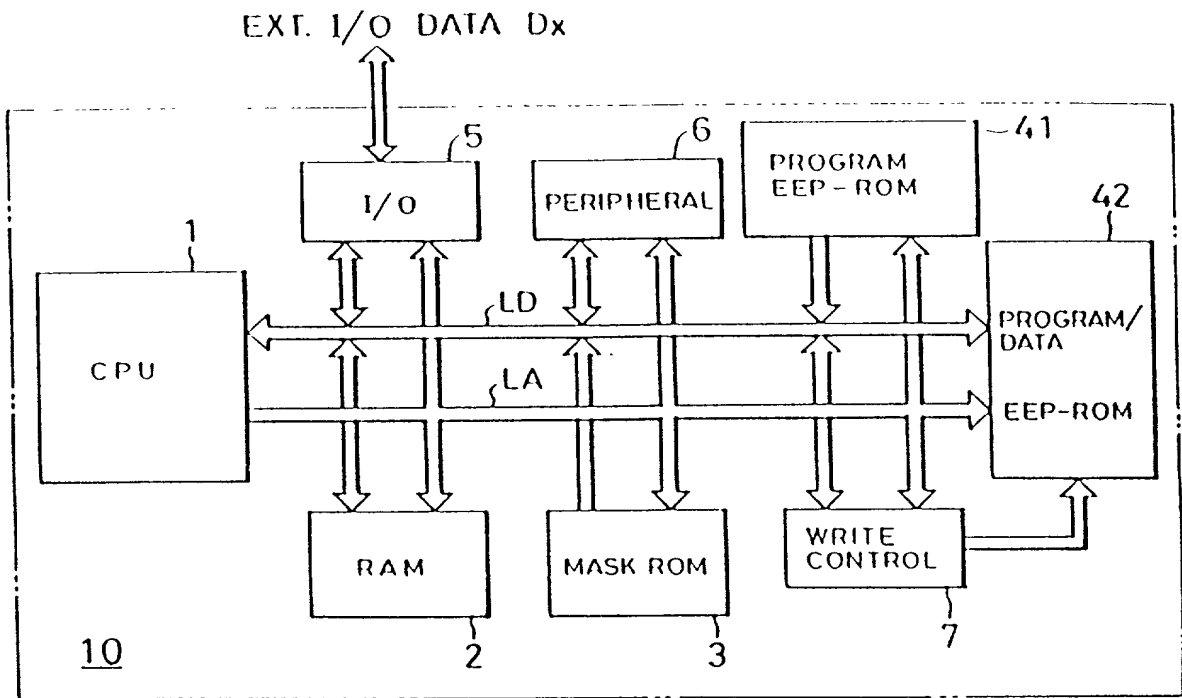 EXT. I/O DATA Dx
5
I/O
6
PERIPHERAL
41
PROGRAM
EEP-ROM
42
PROGRAM/
DATA
EEP-ROM
1
CPU
LD
LA
RAM
2
MASK ROM
3
WRITE
CONTROL
7
10